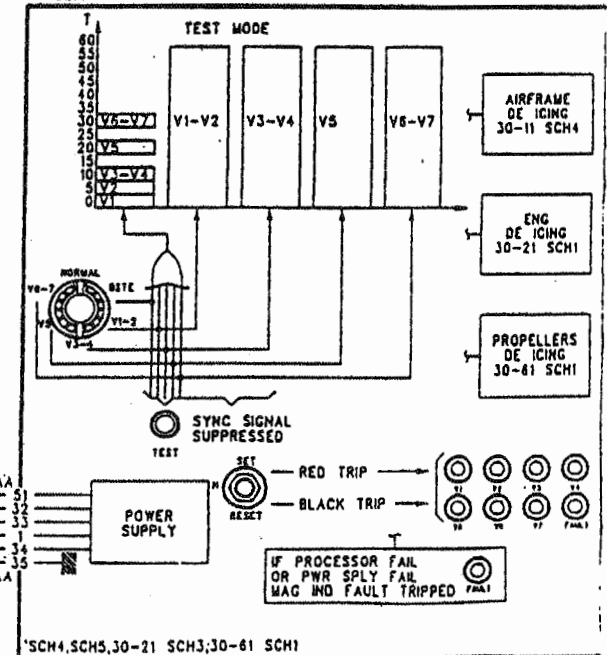 T
TEST MODE
60
55
50
45
40
35
30
25
20
15
10
5
0
V6-V7
V5
V3-V4
V2
V1
V1-V2
V3-V4
V5
V6-V7
AIRFRAME
DE ICING
30-11 SCH4
ENG
DE ICING
30-21 SCH1
PROPELLERS
DE ICING
30-61 SCH1
NORMAL
BITE
V6-7
V1-2
V5
V3-4
SYNC SIGNAL
SUPPRESSED
TEST
51
32
33
1
34
35
POWER
SUPPLY
M
SET
RESET
RED TRIP
BLACK TRIP
V1
V2
V3
V4
V5
V6
V7
FAULT
IF PROCESSOR FAIL
OR PWR SPLY FAIL
MAG IND FAULT TRIPPED
FAULT
SCH4,SCH5,30-21 SCH3;30-61 SCH1